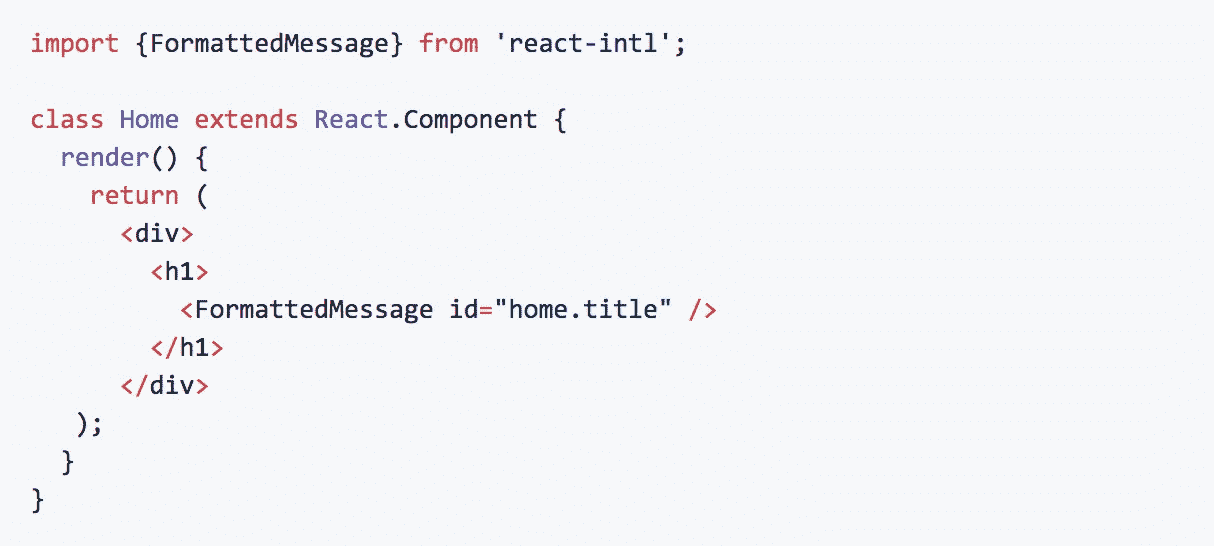 import {FormattedMessage} from 'react-intl';
class Home extends React.Component {
  render() {
    return (
      <div>
        <h1>
          <FormattedMessage id="home.title" />
        </h1>
      </div>
   );
  }
}